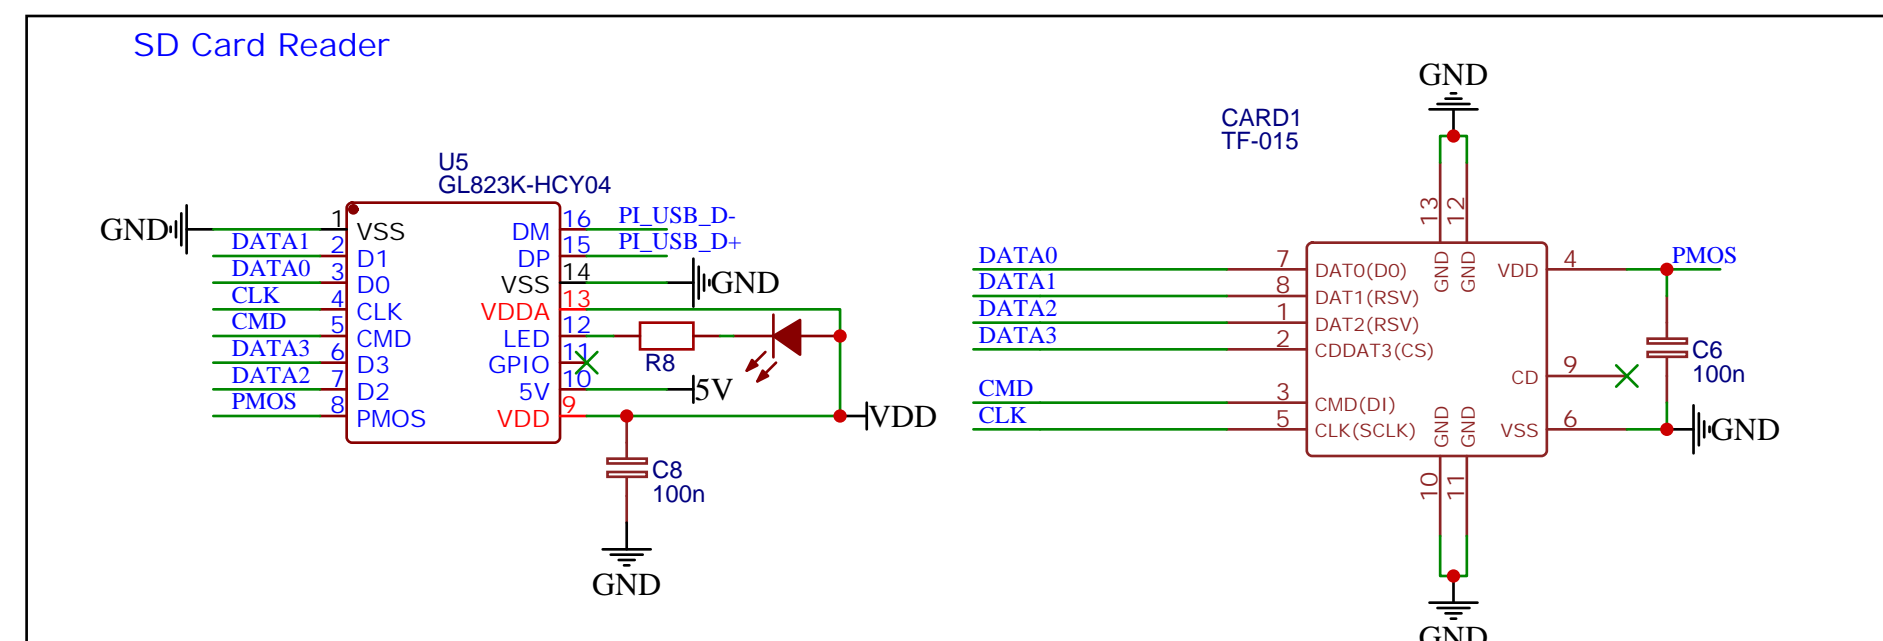 SD Card Reader
U5
GL823K-HCY04
GND
1 VSS
DATA1 2 D1
DATA0 3 D0
CLK 4 CLK
CMD 5 CMD
DATA3 6 D3
DATA2 7 D2
PMOS 8 PMOS
DM 16 PI_USB_D-
DP 15 PI_USB_D+
VSS 14 GND
VDDA 13
LED 12
R8
GPIO 11
5V 10 5V
VDD 9 VDD
C8
100n
GND
CARD1
TF-015
GND
13 12
GND GND
DATA0 7 DAT0(D0)
DATA1 8 DAT1(RSV)
DATA2 1 DAT2(RSV)
DATA3 2 CDDAT3(CS)
CMD 3 CMD(DI)
CLK 5 CLK(SCLK)
VDD 4 PMOS
C6
100n
CD 9
VSS 6 GND
GND GND
10 11
GND